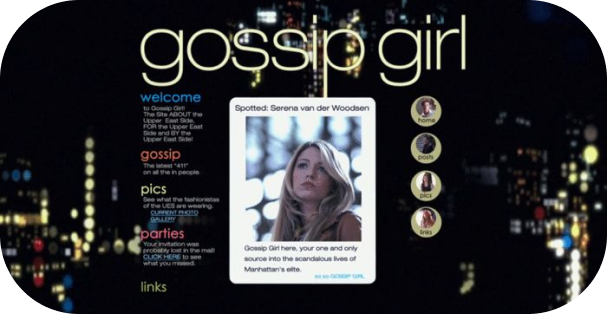 gossip girl
welcome
to Gossip Girl!
The Site ABOUT the
Upper East Side,
FOR the Upper East
Side and BY the
Upper East Side!
gossip
The latest "411"
on all the in people.
pics
See what the fashionistas
of the UES are wearing.
CURRENT PHOTO
GALLERY
parties
Your invitation was
probably lost in the mail!
CLICK HERE to see
what you missed.
links
Spotted: Serena van der Woodsen
Gossip Girl here, your one and only
source into the scandalous lives of
Manhattan's elite.
xo xo GOSSIP GIRL
home
posts
pics
links